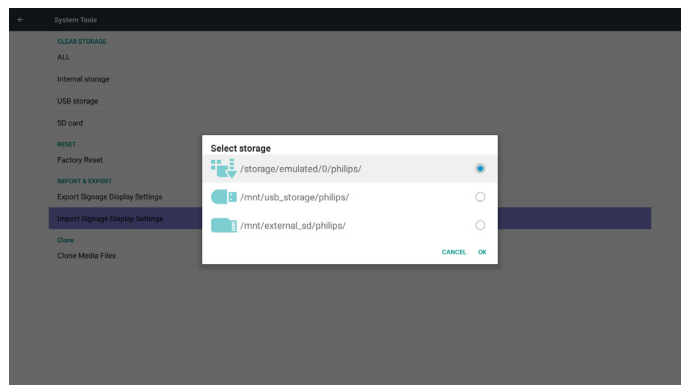 System Tools
CLEAR STORAGE
ALL
Internal storage
USB storage
SD card
RESET
Factory Reset
IMPORT & EXPORT
Export Signage Display Settings
Import Signage Display Settings
Clone
Clone Media Files
Select storage
/storage/emulated/0/philips/
/mnt/usb_storage/philips/
/mnt/external_sd/philips/
CANCEL OK